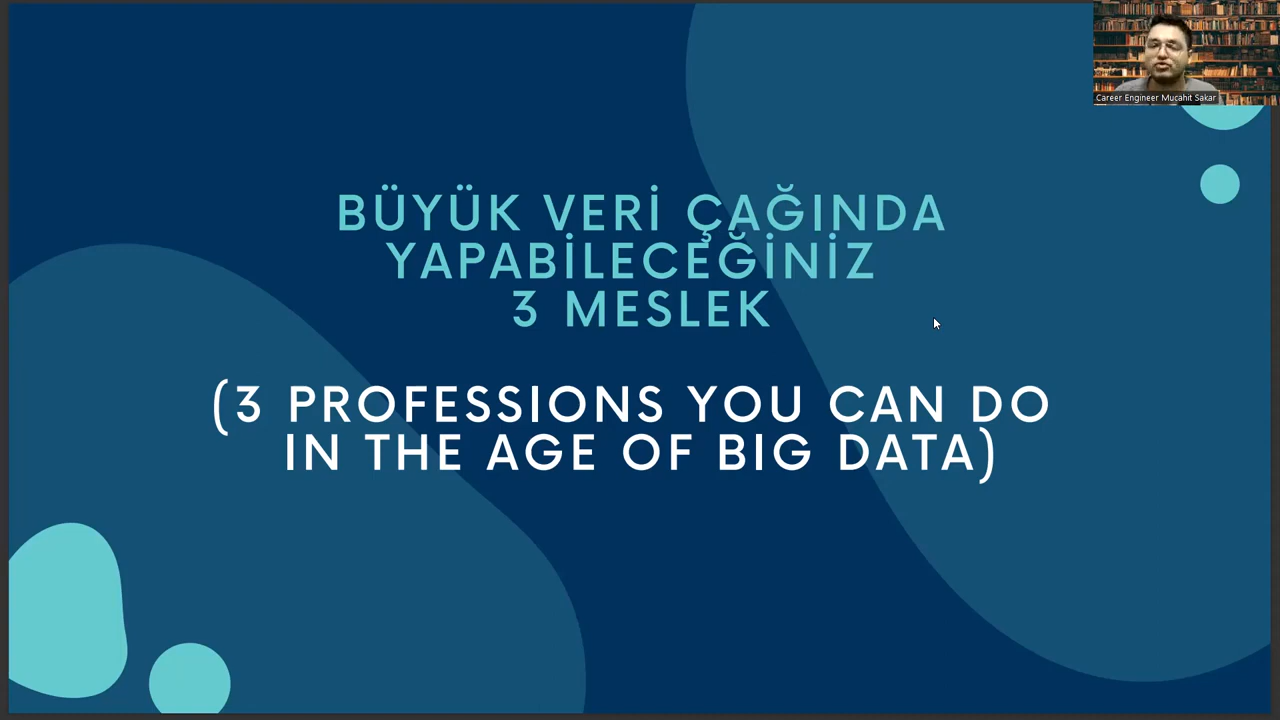 Career Engineer Mucahit Sakar
BÜYÜK VERİ ÇAĞINDA
YAPABİLECEĞİNİZ
3 MESLEK
(3 PROFESSIONS YOU CAN DO
IN THE AGE OF BIG DATA)